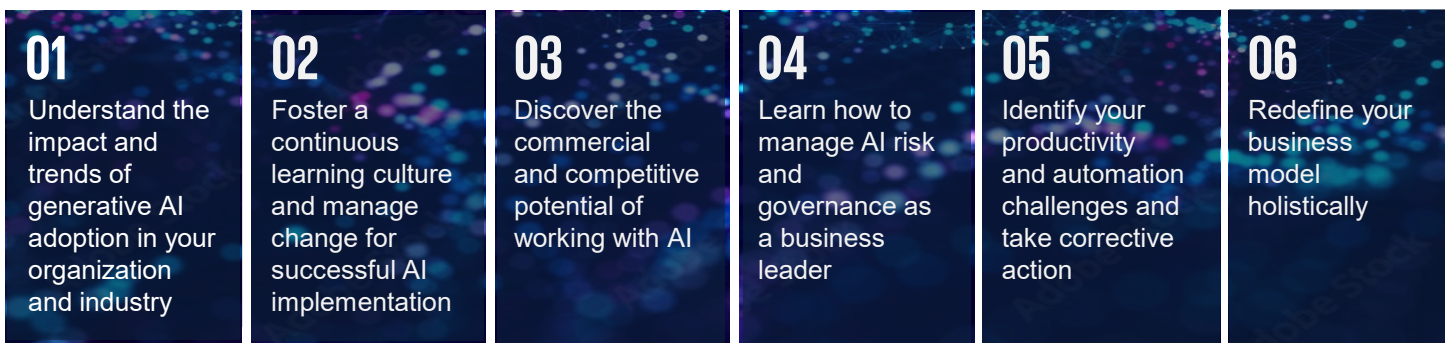 01
Understand the
impact and
trends of
generative AI
adoption in your
organization
and industry
02
Foster a
continuous
learning culture
and manage
change for
successful AI
implementation
03
Discover the
commercial
and competitive
potential of
working with AI
04
Learn how to
manage AI risk
and
governance as
a business
leader
05
Identify your
productivity
and automation
challenges and
take corrective
action
06
Redefine your
business
model
holistically
Adobe Stock